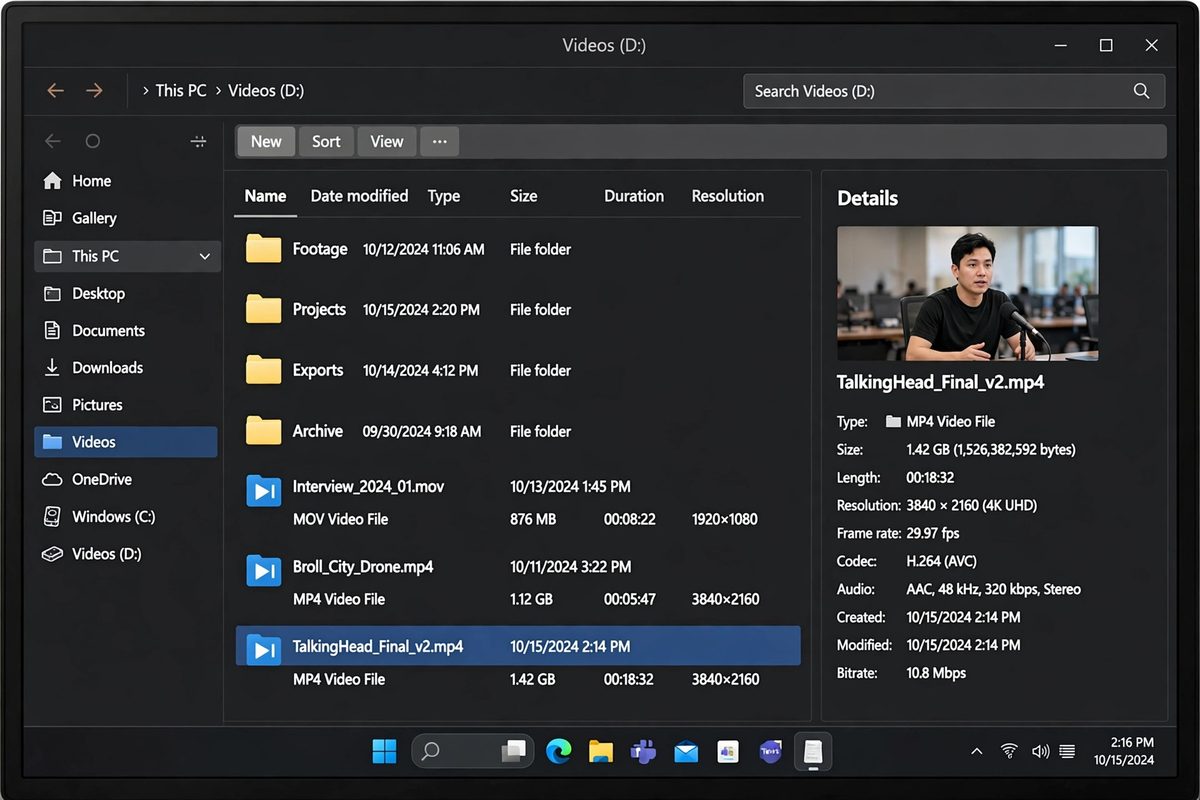 Videos (D:)
› This PC › Videos (D:)
Search Videos (D:)
New Sort View ...
Home
Gallery
This PC
Desktop
Documents
Downloads
Pictures
Videos
OneDrive
Windows (C:)
Videos (D:)
Name Date modified Type Size Duration Resolution
Footage 10/12/2024 11:06 AM File folder
Projects 10/15/2024 2:20 PM File folder
Exports 10/14/2024 4:12 PM File folder
Archive 09/30/2024 9:18 AM File folder
Interview_2024_01.mov 10/13/2024 1:45 PM
MOV Video File 876 MB 00:08:22 1920×1080
Broll_City_Drone.mp4 10/11/2024 3:22 PM
MP4 Video File 1.12 GB 00:05:47 3840×2160
TalkingHead_Final_v2.mp4 10/15/2024 2:14 PM
MP4 Video File 1.42 GB 00:18:32 3840×2160
Details
TalkingHead_Final_v2.mp4
Type: MP4 Video File
Size: 1.42 GB (1,526,382,592 bytes)
Length: 00:18:32
Resolution: 3840 × 2160 (4K UHD)
Frame rate: 29.97 fps
Codec: H.264 (AVC)
Audio: AAC, 48 kHz, 320 kbps, Stereo
Created: 10/15/2024 2:14 PM
Modified: 10/15/2024 2:14 PM
Bitrate: 10.8 Mbps
2:16 PM
10/15/2024